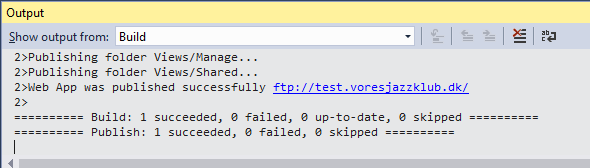 Output
Show output from: Build
2>Publishing folder Views/Manage...
2>Publishing folder Views/Shared...
2>Web App was published successfully ftp://test.voresjazzklub.dk/
2>
========== Build: 1 succeeded, 0 failed, 0 up-to-date, 0 skipped ==========
========== Publish: 1 succeeded, 0 failed, 0 skipped ==========